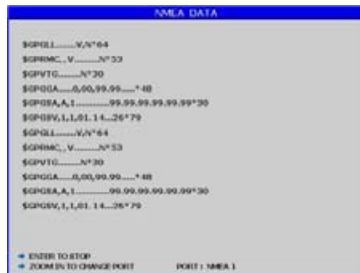 NMEA DATA
$GPGLL,,,,,,V,N*64
$GPRMC,,V,,,,,,,,,,N*53
$GPVTG,,,,,,,,,N*30
$GPGGA,,,,,,0,00,99.99,,,,,,*48
$GPGSA,A,1,,,,,,,,,,,,,99.99,99.99,99.99*30
$GPGSV,1,1,01,14,,,26*79
$GPGLL,,,,,,V,N*64
$GPRMC,,V,,,,,,,,,,N*53
$GPVTG,,,,,,,,,N*30
$GPGGA,,,,,,0,00,99.99,,,,,,*48
$GPGSA,A,1,,,,,,,,,,,,,99.99,99.99,99.99*30
$GPGSV,1,1,01,14,,,26*79
ENTER TO STOP
ZOOM IN TO CHANGE PORT PORT : NMEA 1